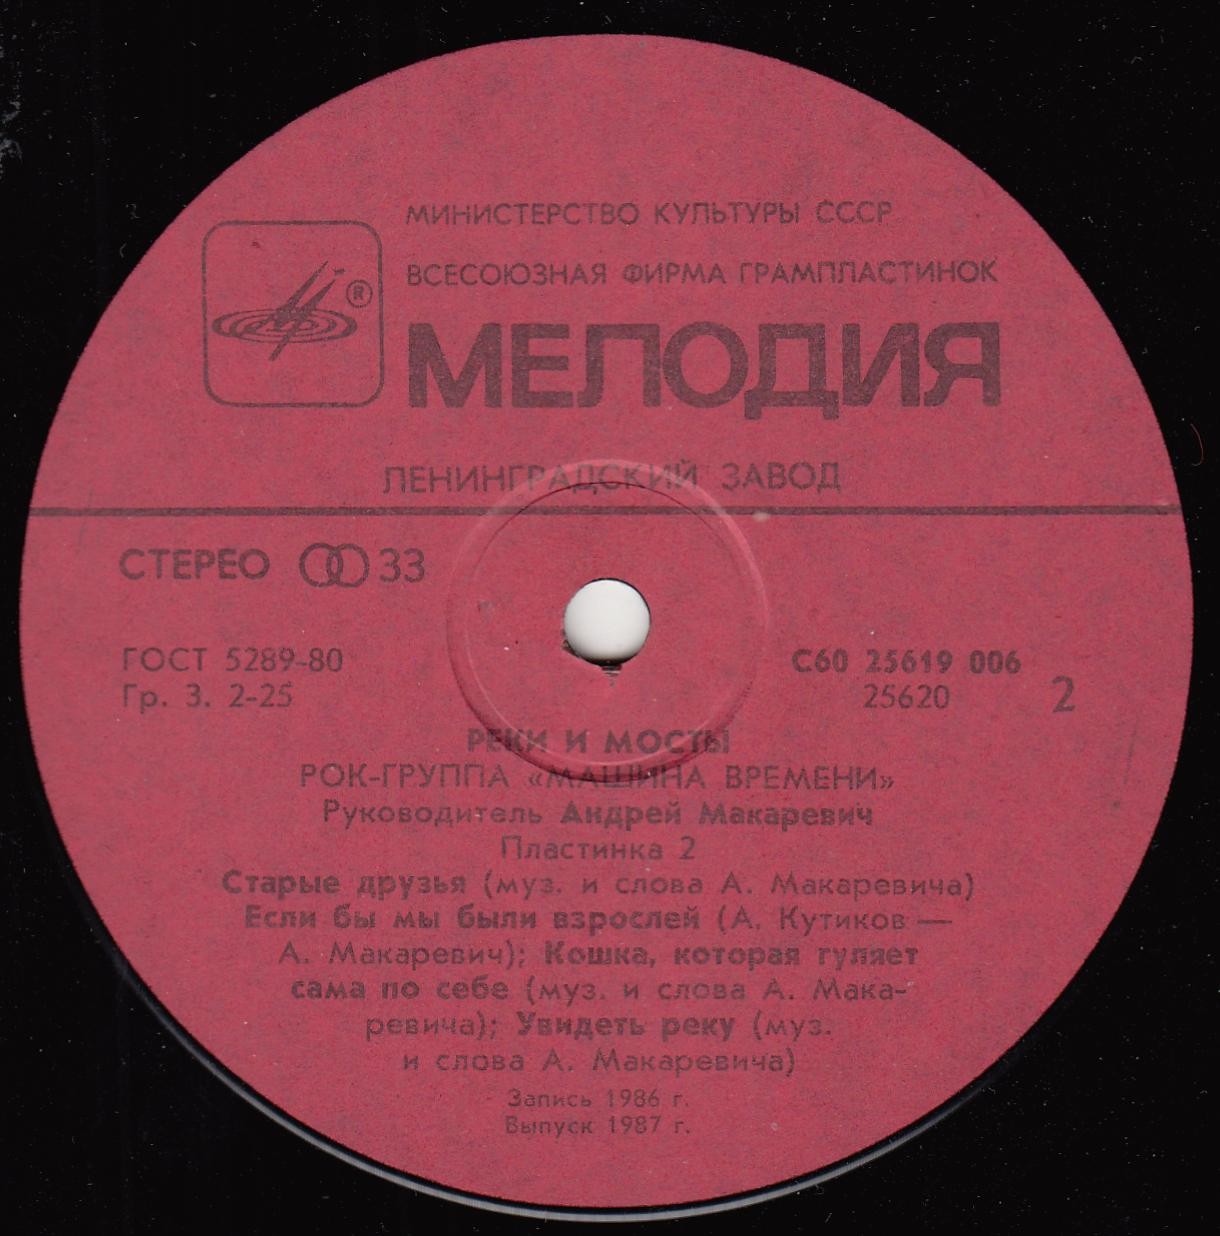 МИНИСТЕРСТВО КУЛЬТУРЫ СССР
ВСЕСОЮЗНАЯ ФИРМА ГРАМПЛАСТИНОК
®
МЕЛОДИЯ
ЛЕНИНГРАДСКИЙ ЗАВОД
СТЕРЕО 33
ГОСТ 5289-80
Гр. 3. 2-25
С60 25619 006
25620 2
РЕКИ И МОСТЫ
РОК-ГРУППА «МАШИНА ВРЕМЕНИ»
Руководитель Андрей Макаревич
Пластинка 2
Старые друзья (муз. и слова А. Макаревича)
Если бы мы были взрослей (А. Кутиков —
А. Макаревич); Кошка, которая гуляет
сама по себе (муз. и слова А. Мака-
ревича); Увидеть реку (муз.
и слова А. Макаревича)
Запись 1986 г.
Выпуск 1987 г.